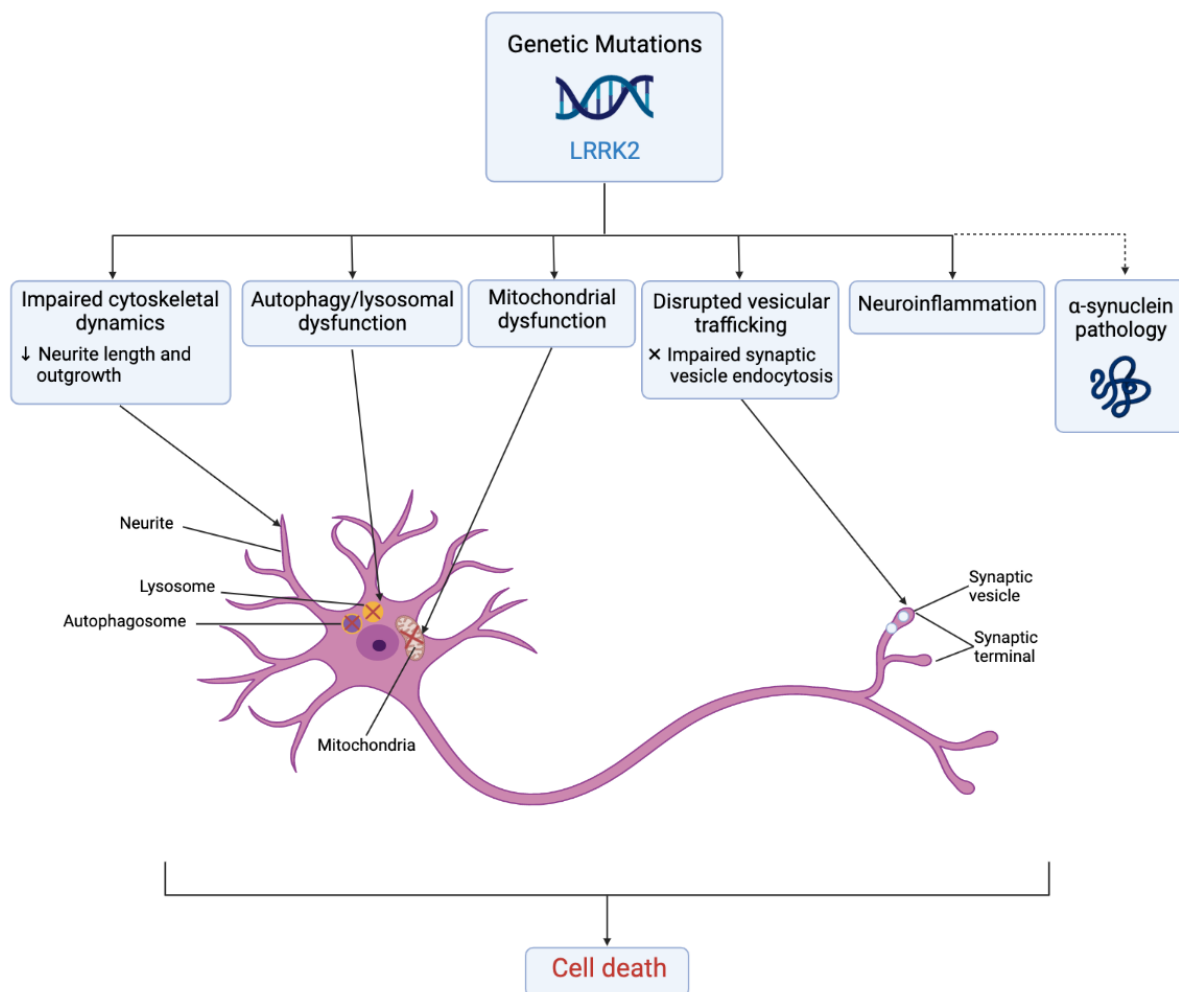 Genetic Mutations
LRRK2
Impaired cytoskeletal
dynamics
↓ Neurite length and
outgrowth
Autophagy/lysosomal
dysfunction
Mitochondrial
dysfunction
Disrupted vesicular
trafficking
× Impaired synaptic
vesicle endocytosis
Neuroinflammation
α-synuclein
pathology
Neurite
Lysosome
Autophagosome
Mitochondria
Synaptic
vesicle
Synaptic
terminal
Cell death